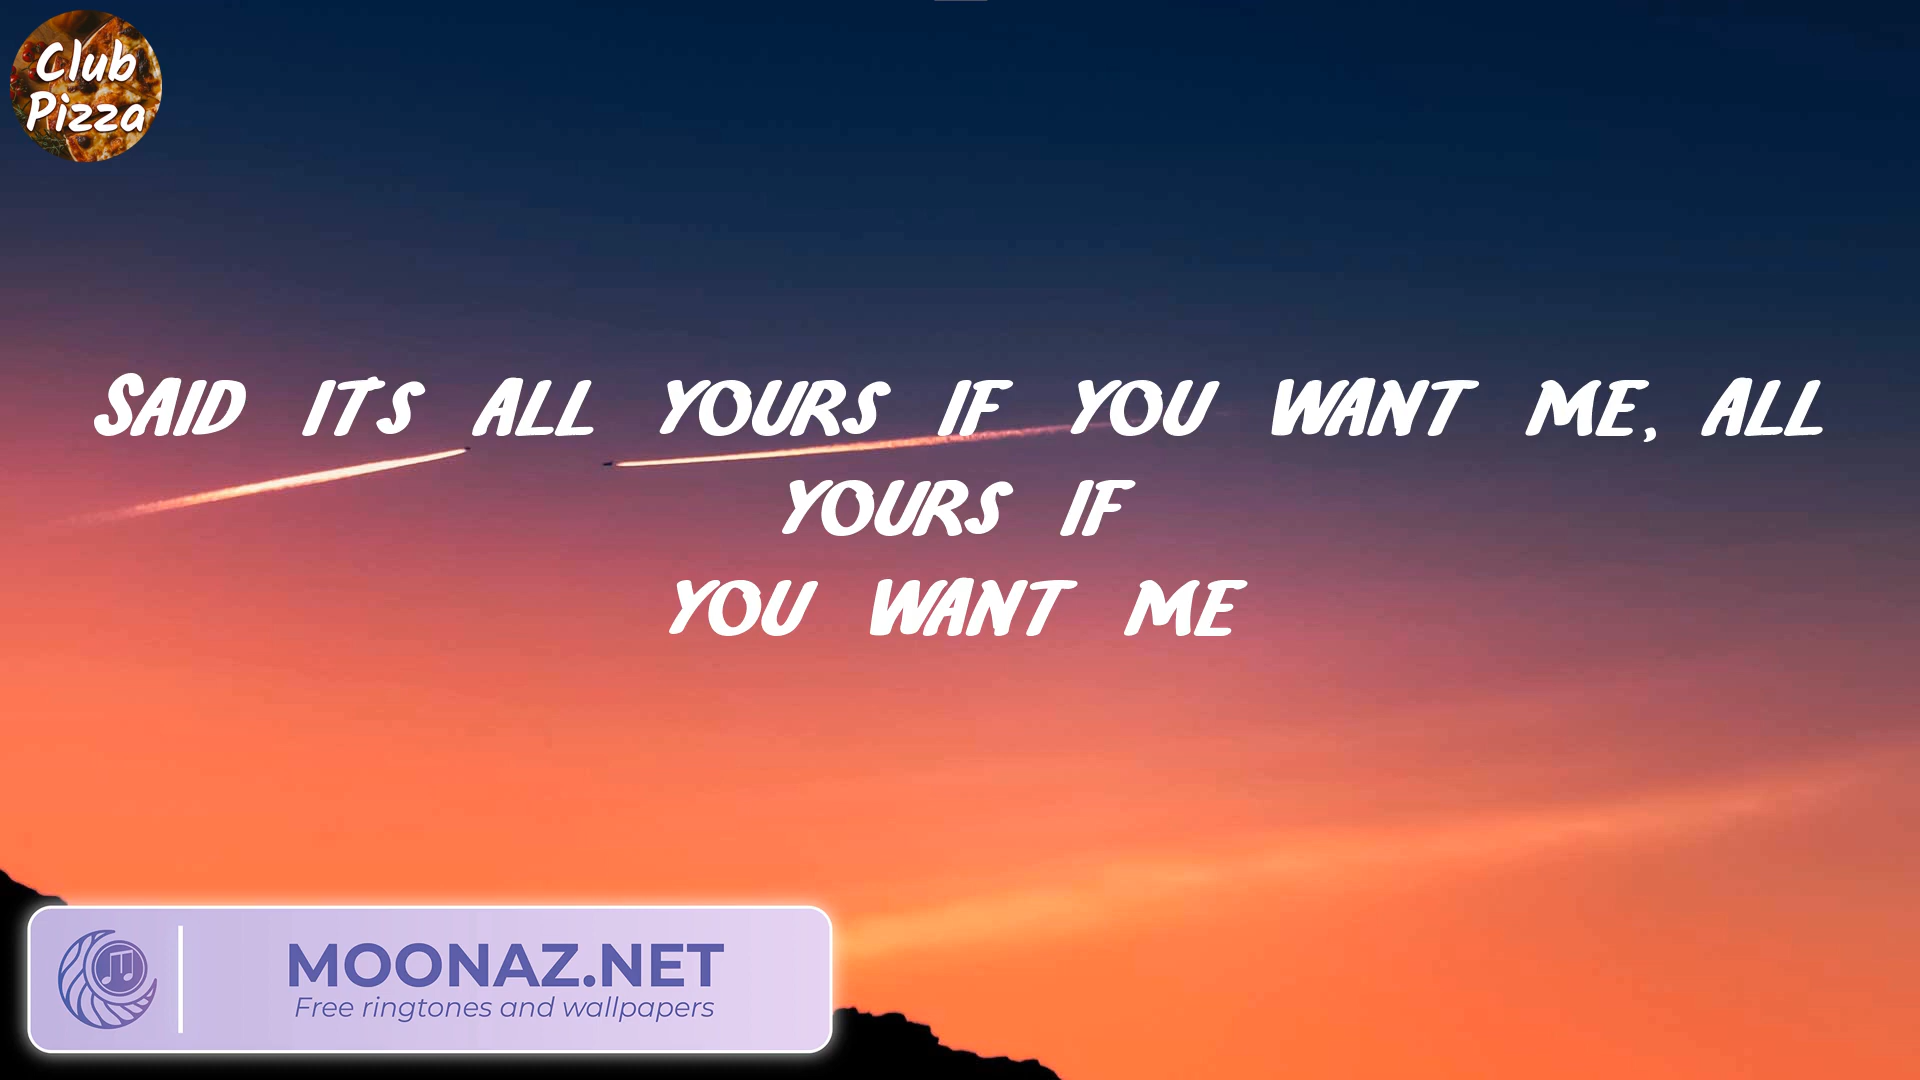 Club
Pizza
SAID ITS ALL YOURS IF YOU WANT ME, ALL
YOURS IF
YOU WANT ME
MOONAZ.NET
Free ringtones and wallpapers